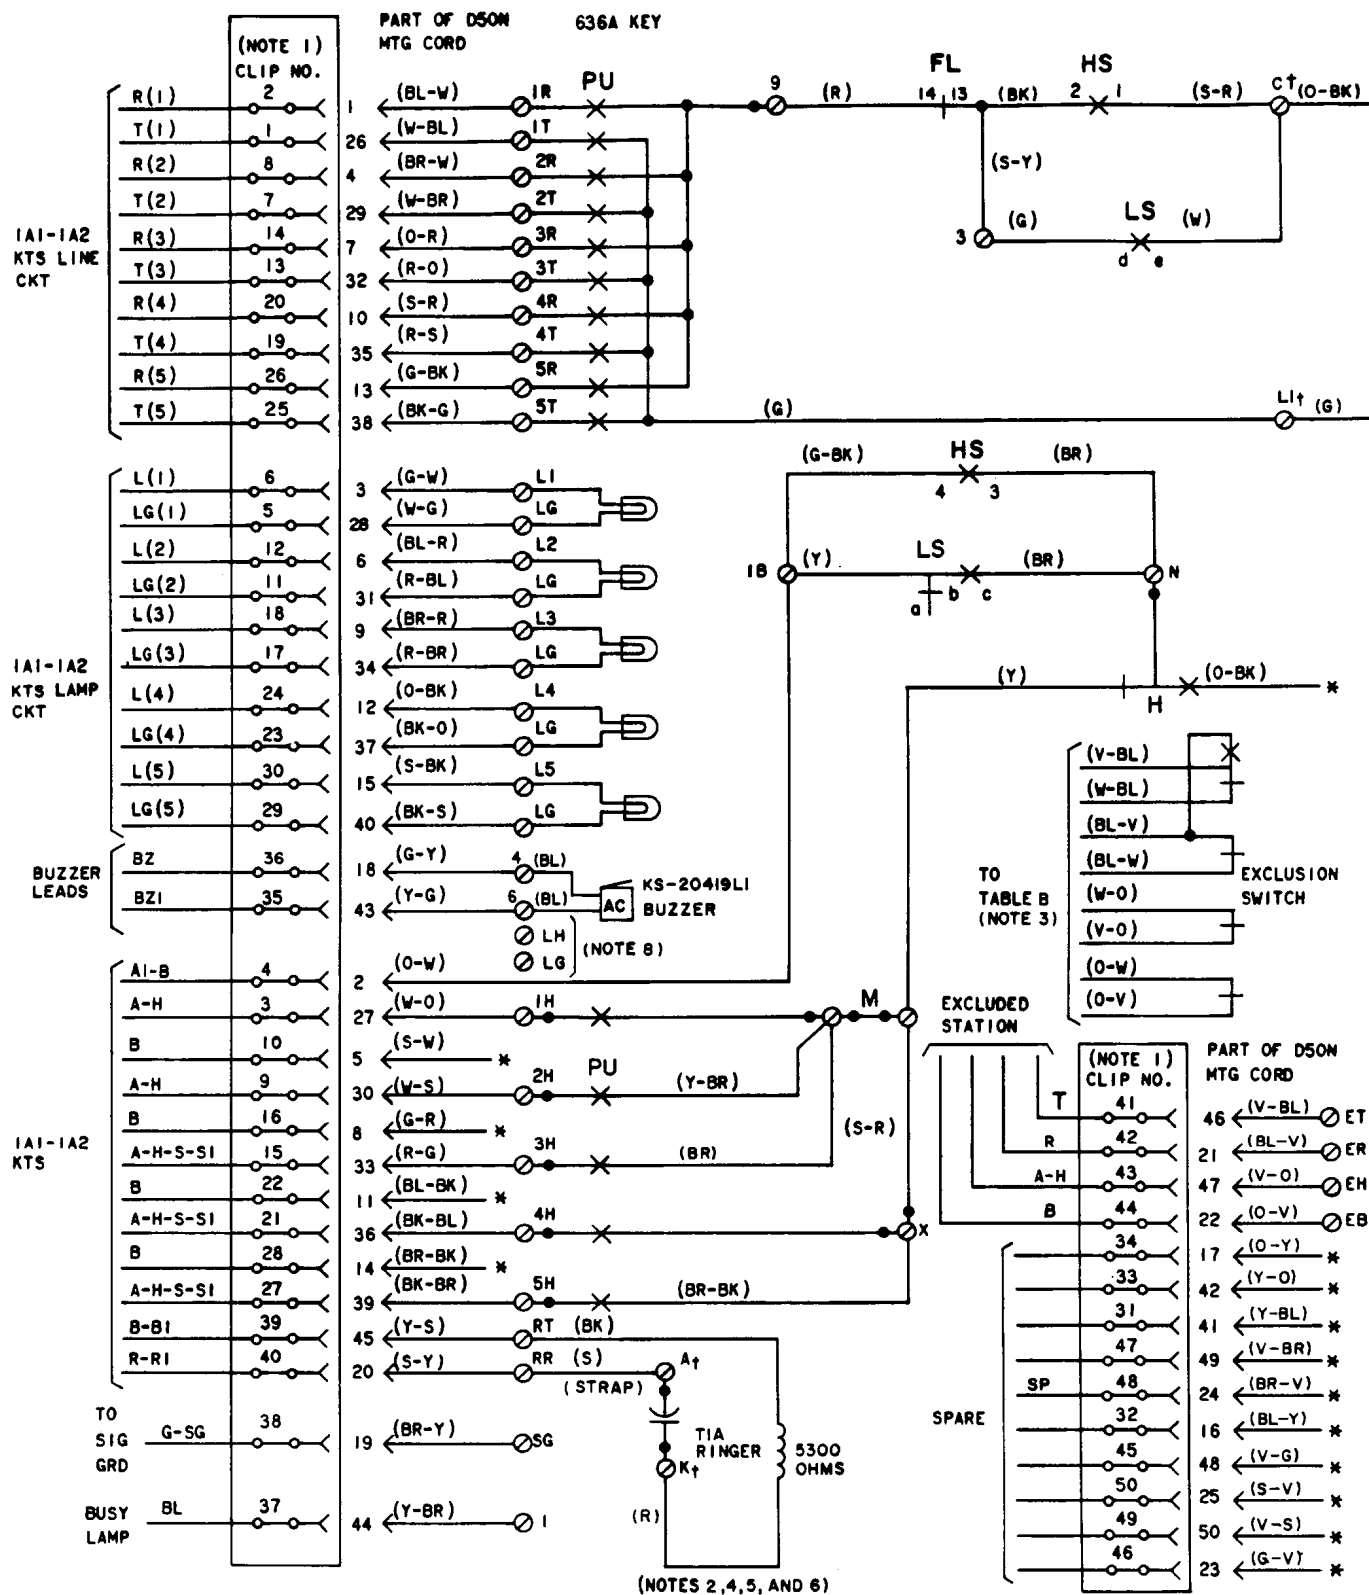 PART OF D50N
MTG CORD
636A KEY
(NOTE 1)
CLIP NO.
PU
FL
HS
R(1) 2 1 (BL-W) 1R
9 (R) 14 13 (BK) 2 1 (S-R) C† (O-BK)
T(1) 1 26 (W-BL) 1T
R(2) 8 4 (BR-W) 2R
(S-Y)
T(2) 7 29 (W-BR) 2T
LS
1A1-1A2
KTS LINE
CKT
R(3) 14 7 (O-R) 3R
3 (G) (W)
d e
T(3) 13 32 (R-O) 3T
R(4) 20 10 (S-R) 4R
T(4) 19 35 (R-S) 4T
R(5) 26 13 (G-BK) 5R
T(5) 25 38 (BK-G) 5T
(G) L1† (G)
(G-BK) HS (BR)
4 3
L(1) 6 3 (G-W) L1
LG(1) 5 28 (W-G) LG
L(2) 12 6 (BL-R) L2
1B (Y) LS (BR) N
a b c
LG(2) 11 31 (R-BL) LG
L(3) 18 9 (BR-R) L3
1A1-1A2
KTS LAMP
CKT
LG(3) 17 34 (R-BR) LG
(Y) H (O-BK) *
L(4) 24 12 (O-BK) L4
LG(4) 23 37 (BK-O) LG
L(5) 30 15 (S-BK) L5
LG(5) 29 40 (BK-S) LG
(V-BL)
(W-BL)
(BL-V)
(BL-W)
(W-O)
(V-O)
(O-W)
(O-V)
TO
TABLE B
(NOTE 3)
EXCLUSION
SWITCH
BUZZER
LEADS
BZ 36 18 (G-Y) 4 (BL)
BZ1 35 43 (Y-G) 6 (BL)
AC
KS-20419L1
BUZZER
LH
LG
(NOTE 8)
A1-B 4 2 (O-W)
A-H 3 27 (W-O) 1H
M
B 10 5 (S-W) *
PU
A-H 9 30 (W-S) 2H (Y-BR)
B 16 8 (G-R) *
(S-R)
1A1-1A2
KTS
A-H-S-S1 15 33 (R-G) 3H (BR)
B 22 11 (BL-BK) *
A-H-S-S1 21 36 (BK-BL) 4H X
B 28 14 (BR-BK) *
A-H-S-S1 27 39 (BK-BR) 5H (BR-BK)
B-B1 39 45 (Y-S) RT (BK)
R-R1 40 20 (S-Y) RR (S) A†
(STRAP)
TO
SIG
GRD
G-SG 38 19 (BR-Y) SG
T1A
RINGER
K†
5300
OHMS
(R)
BUSY
LAMP
BL 37 44 (Y-BR) 1
(NOTES 2,4,5, AND 6)
EXCLUDED
STATION
(NOTE 1)
CLIP NO.
PART OF D50N
MTG CORD
T 41 46 (V-BL) ET
R 42 21 (BL-V) ER
A-H 43 47 (V-O) EH
B 44 22 (O-V) EB
34 17 (O-Y) *
33 42 (Y-O) *
31 41 (Y-BL) *
47 49 (V-BR) *
SP 48 24 (BR-V) *
SPARE
32 16 (BL-Y) *
45 48 (V-G) *
50 25 (S-V) *
49 50 (V-S) *
46 23 (G-V) *